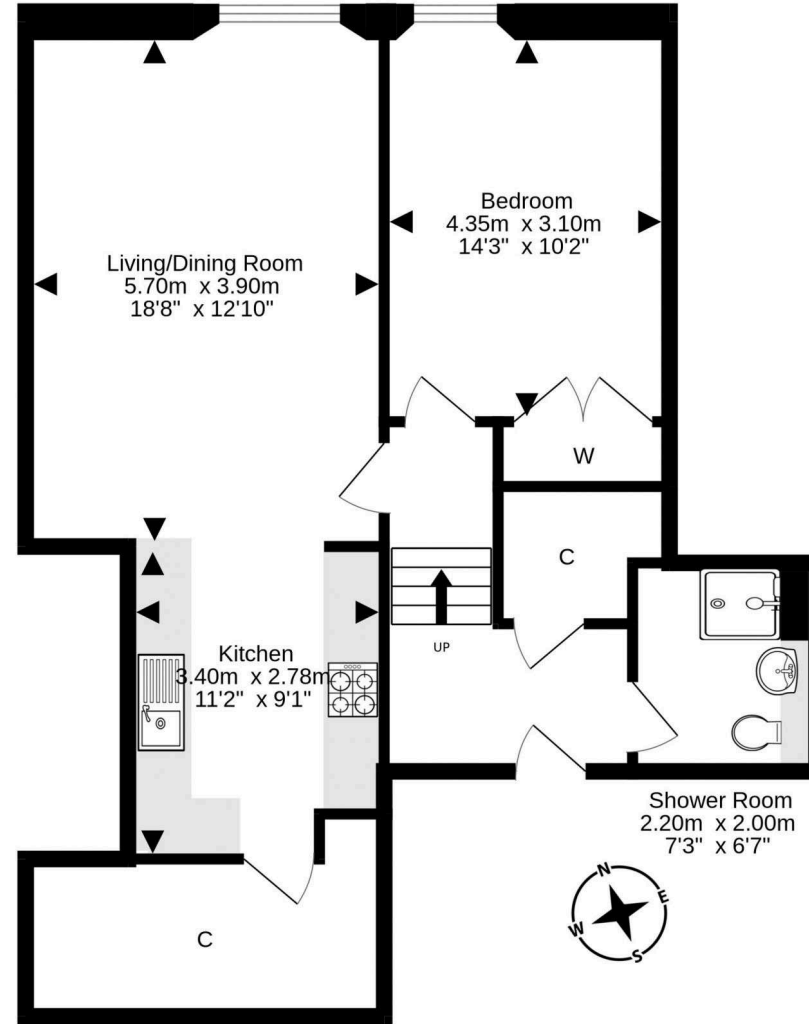 Bedroom
4.35m x 3.10m
14'3" x 10'2"
Living/Dining Room
5.70m x 3.90m
18'8" x 12'10"
W
C
UP
Kitchen
3.40m x 2.78m
11'2" x 9'1"
Shower Room
2.20m x 2.00m
7'3" x 6'7"
C
N
E
W
S